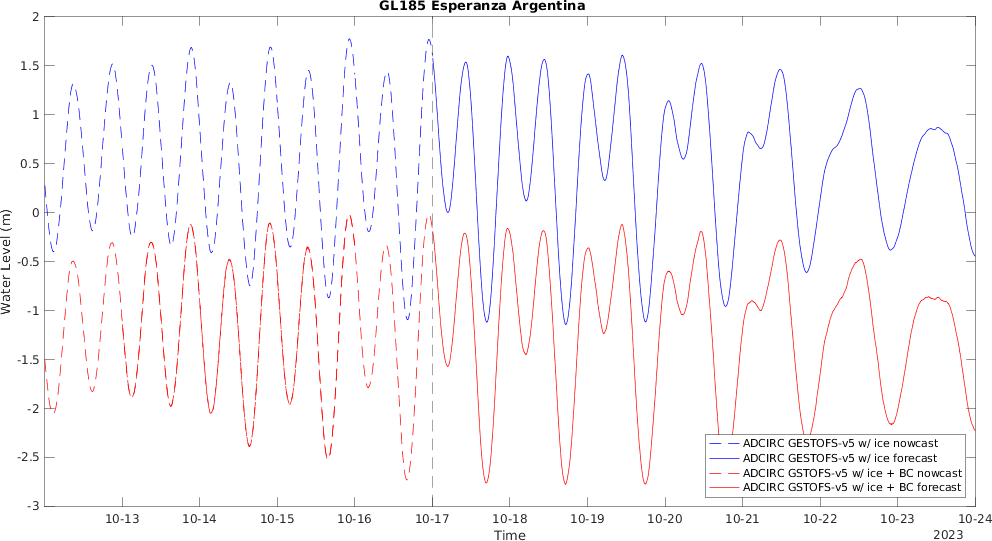 GL185 Esperanza Argentina
Water Level (m)
2
1.5
1
0.5
0
-0.5
-1
-1.5
-2
-2.5
-3
ADCIRC GESTOFS-v5 w/ ice nowcast
ADCIRC GESTOFS-v5 w/ ice forecast
ADCIRC GSTOFS-v5 w/ ice + BC nowcast
ADCIRC GSTOFS-v5 w/ ice + BC forecast
10-13 10-14 10-15 10-16 10-17 10-18 10-19 10-20 10-21 10-22 10-23 10-24
Time
2023